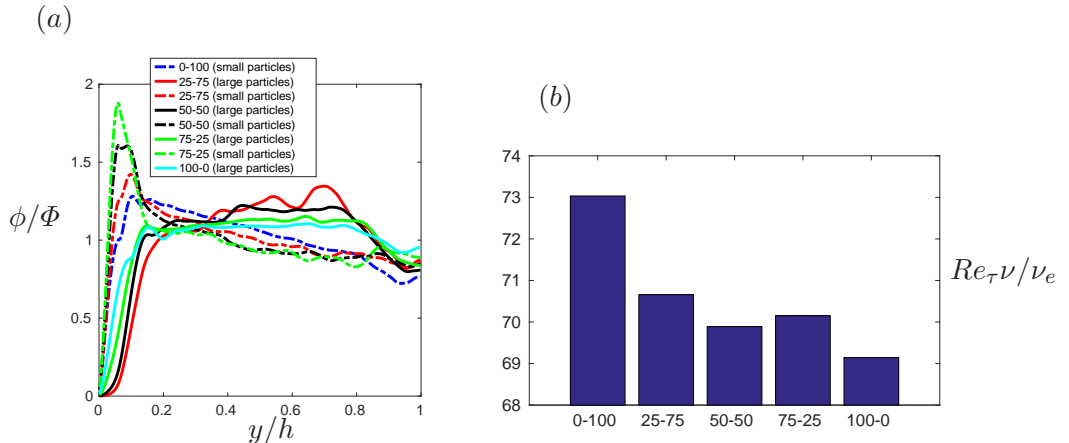 (a)
0-100 (small particles)
25-75 (large particles)
25-75 (small particles)
50-50 (large particles)
50-50 (small particles)
75-25 (large particles)
75-25 (small particles)
100-0 (large particles)
2
1.5
1
0.5
0
ϕ/Φ
0 0.2 0.4 0.6 0.8 1
y/h
(b)
74
73
72
71
70
69
68
Re_τ ν/ν_e
0-100 25-75 50-50 75-25 100-0